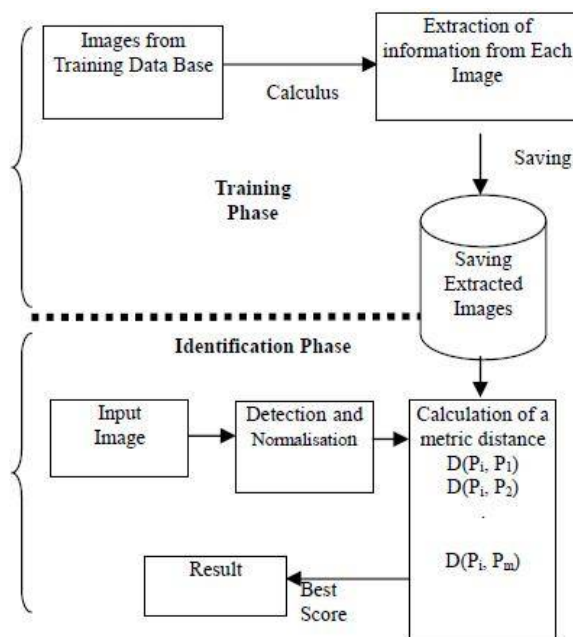 Images from
Training Data Base
Calculus
Extraction of
information from Each
Image
Saving
Training
Phase
Saving
Extracted
Images
Identification Phase
Input
Image
Detection and
Normalisation
Calculation of a
metric distance
D(Pi, P1)
D(Pi, P2)
.
D(Pi, Pm)
Result
Best
Score